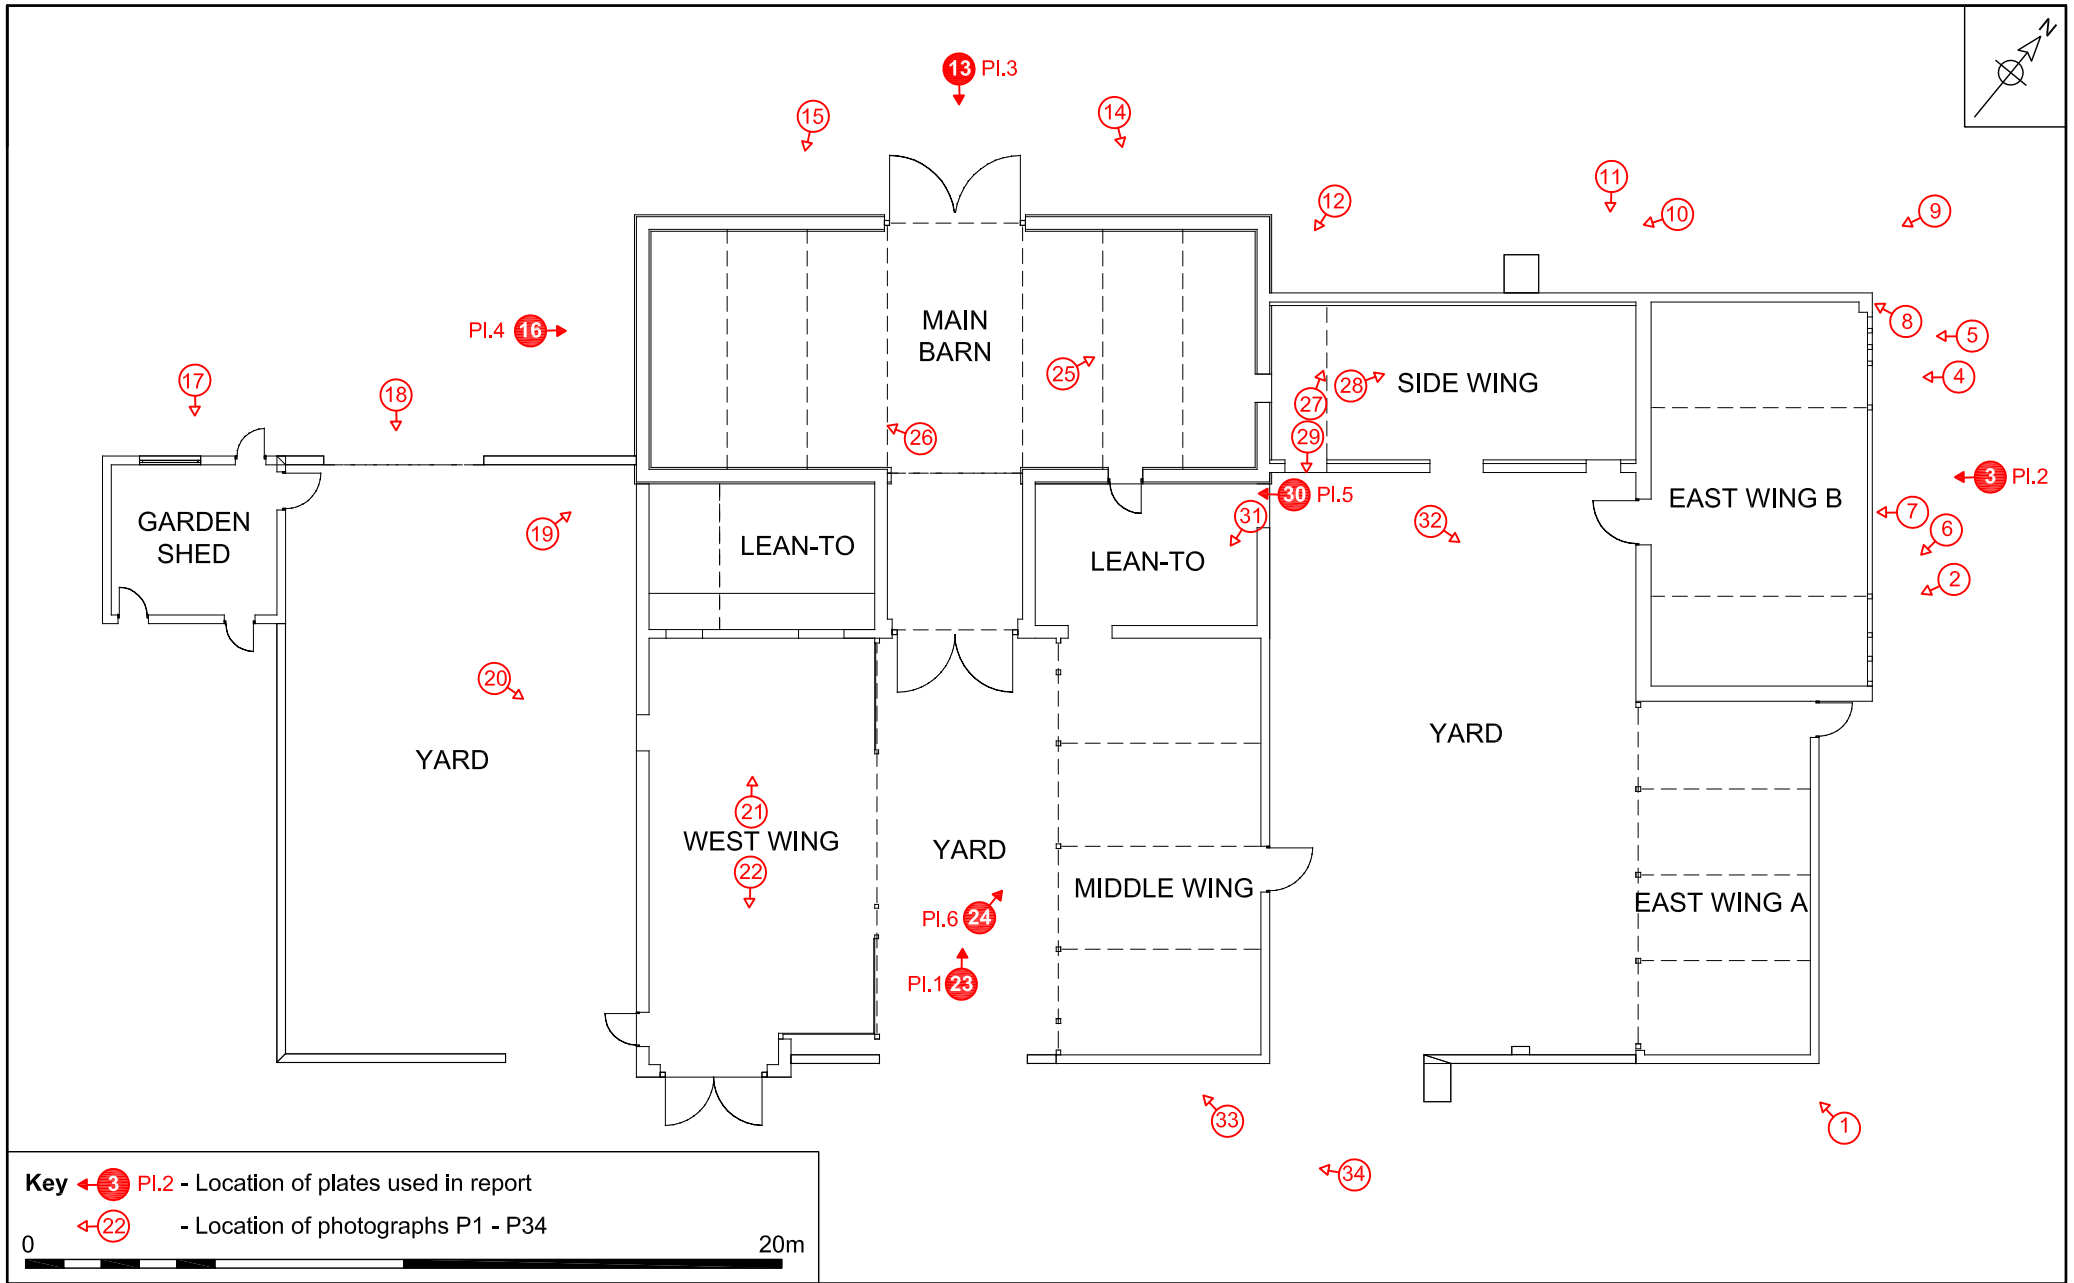 N
13 Pl.3
15
14
11
12
10
9
MAIN
BARN
Pl.4 16
8
5
17
18
25
27
28
SIDE WING
4
26
29
GARDEN
SHED
19
LEAN-TO
LEAN-TO
31
30 Pl.5
32
EAST WING B
3 Pl.2
7
6
2
20
YARD
21
WEST WING
22
YARD
Pl.6 24
Pl.1 23
MIDDLE WING
YARD
EAST WING A
33
34
1
Key 3 Pl.2 - Location of plates used in report
22 - Location of photographs P1 - P34
0 20m